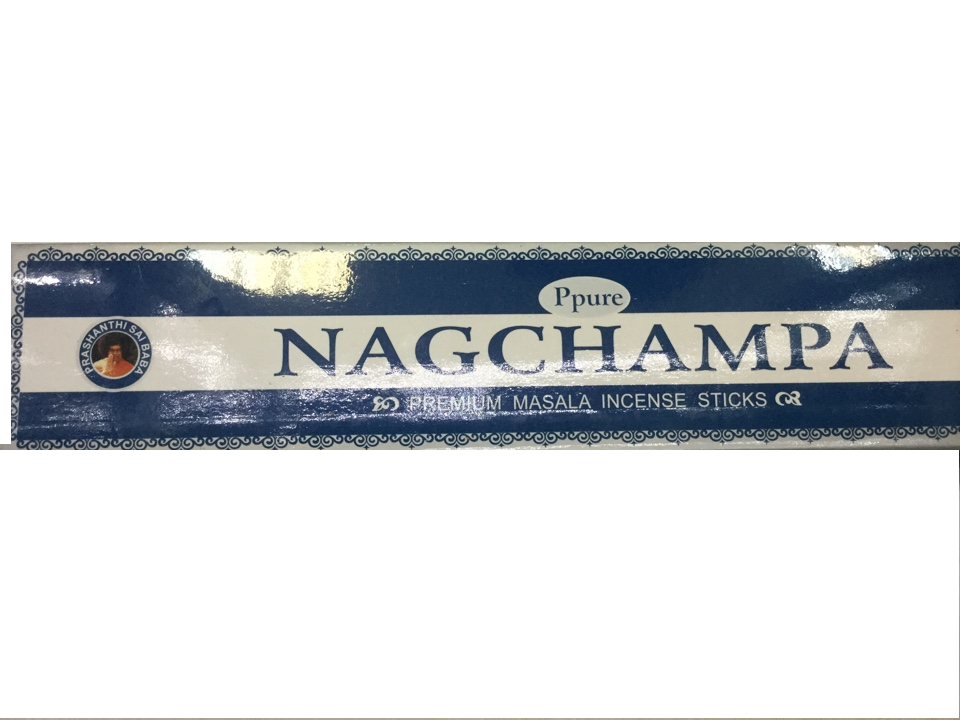 Ppure
PRASHANTHI SAI BABA
NAGCHAMPA
PREMIUM MASALA INCENSE STICKS